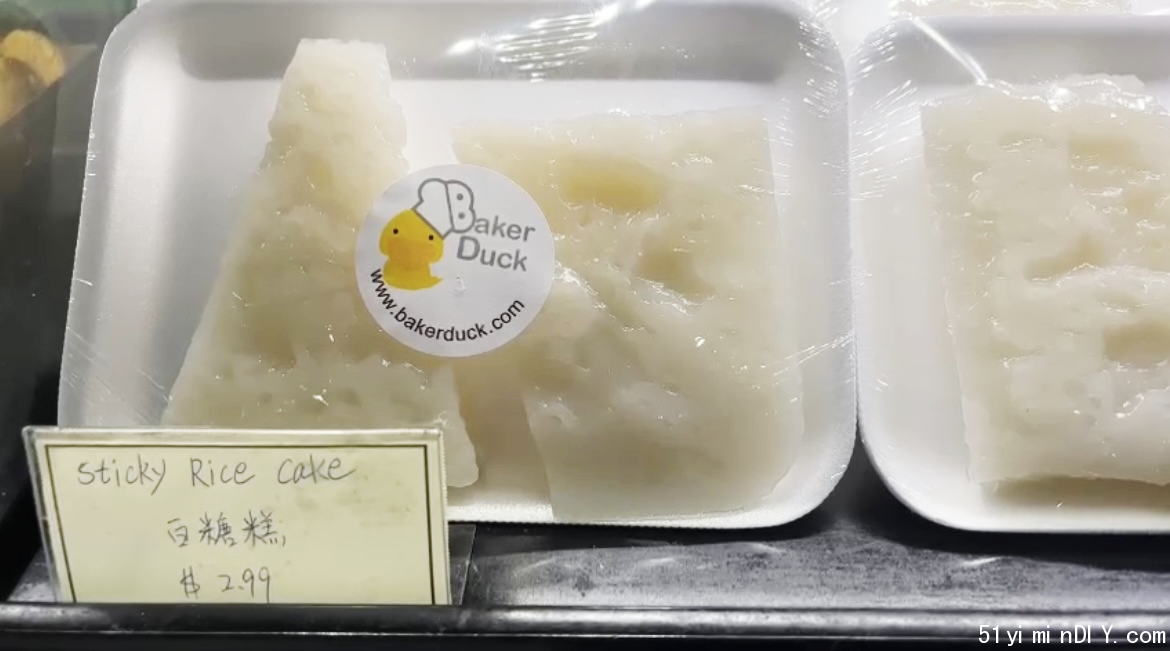 Baker
Duck
www.bakerduck.com
Sticky Rice cake
白糖糕
$ 2.99
51yiminDIY.com